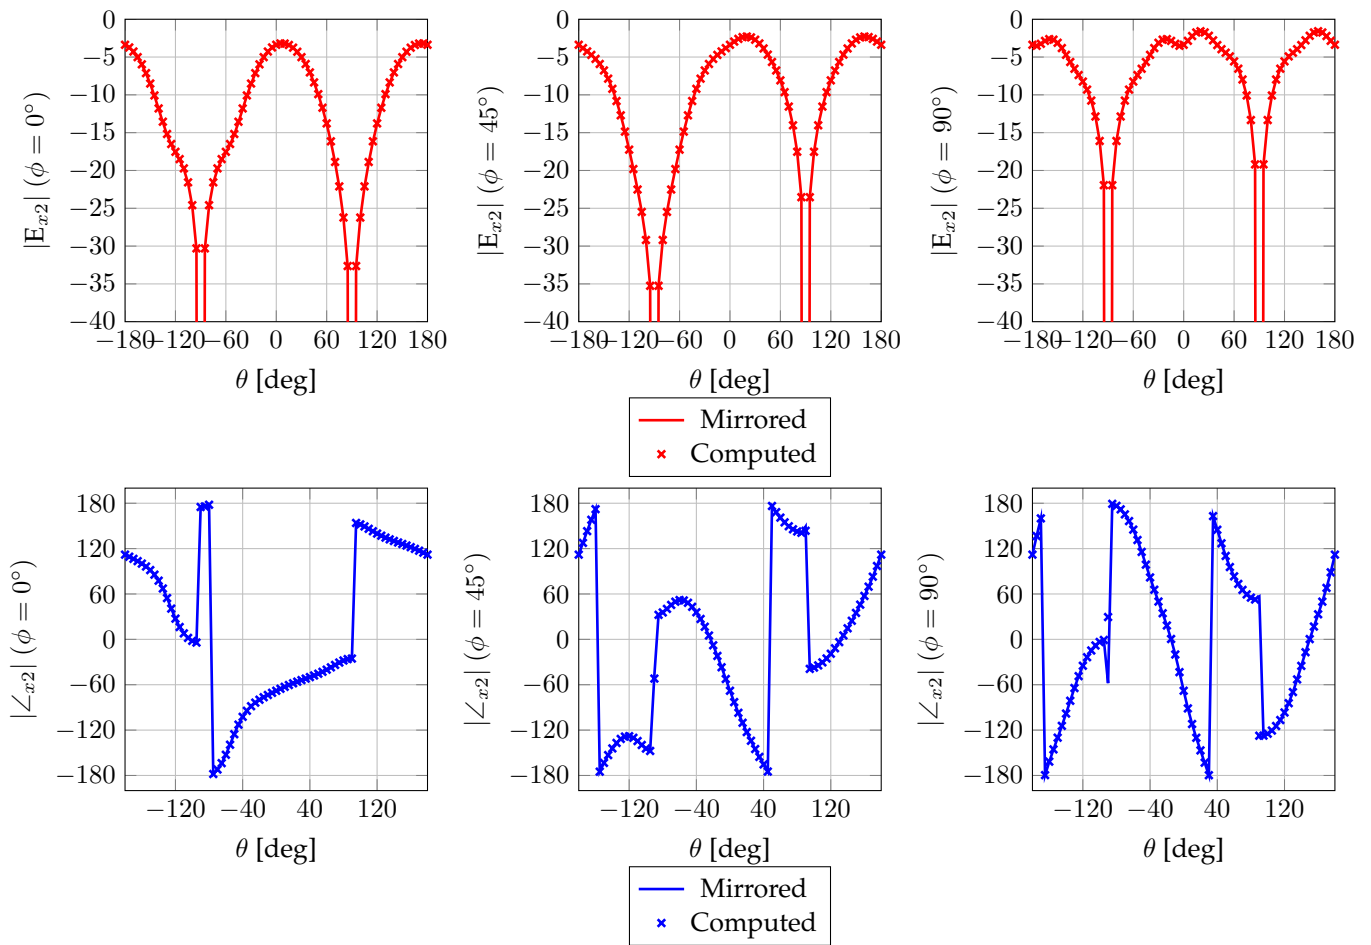 |E_{x2}| (ϕ = 0°)
0
−5
−10
−15
−20
−25
−30
−35
−40
−180 −120 −60 0 60 120 180
θ [deg]
|E_{x2}| (ϕ = 45°)
0
−5
−10
−15
−20
−25
−30
−35
−40
−180 −120 −60 0 60 120 180
θ [deg]
|E_{x2}| (ϕ = 90°)
0
−5
−10
−15
−20
−25
−30
−35
−40
−180 −120 −60 0 60 120 180
θ [deg]
Mirrored
Computed
|∠_{x2}| (ϕ = 0°)
180
120
60
0
−60
−120
−180
−120 −40 40 120
θ [deg]
|∠_{x2}| (ϕ = 45°)
180
120
60
0
−60
−120
−180
−120 −40 40 120
θ [deg]
|∠_{x2}| (ϕ = 90°)
180
120
60
0
−60
−120
−180
−120 −40 40 120
θ [deg]
Mirrored
Computed